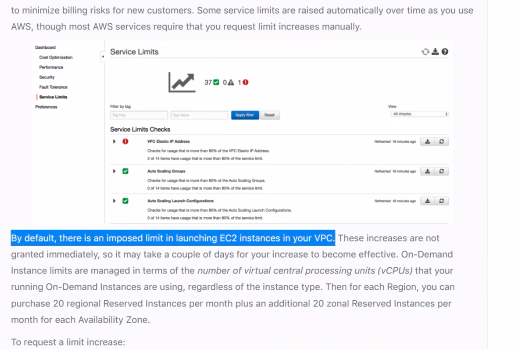 to minimize billing risks for new customers. Some service limits are raised automatically over time as you use
AWS, though most AWS services require that you request limit increases manually.
Dashboard
Cost Optimization
Performance
Security
Fault Tolerance
Service Limits
Preferences
Service Limits
37 0 1
Filter by tag
Tag Key
Tag Value
Apply filter
Reset
View
All checks
Service Limits Checks
VPC Elastic IP Address
Refreshed: 18 minutes ago
Checks for usage that is more than 80% of the VPC Elastic IP Address.
2 of 14 items have usage that is more than 80% of the service limit.
Auto Scaling Groups
Refreshed: 18 minutes ago
Checks for usage that is more than 80% of the Auto Scaling Groups.
0 of 14 items have usage that is more than 80% of the service limit.
Auto Scaling Launch Configurations
Refreshed: 18 minutes ago
Checks for usage that is more than 80% of the Auto Scaling Launch Configurations.
0 of 14 items have usage that is more than 80% of the service limit.
By default, there is an imposed limit in launching EC2 instances in your VPC. These increases are not
granted immediately, so it may take a couple of days for your increase to become effective. On-Demand
Instance limits are managed in terms of the number of virtual central processing units (vCPUs) that your
running On-Demand Instances are using, regardless of the instance type. Then for each Region, you can
purchase 20 regional Reserved Instances per month plus an additional 20 zonal Reserved Instances per
month for each Availability Zone.
To request a limit increase: